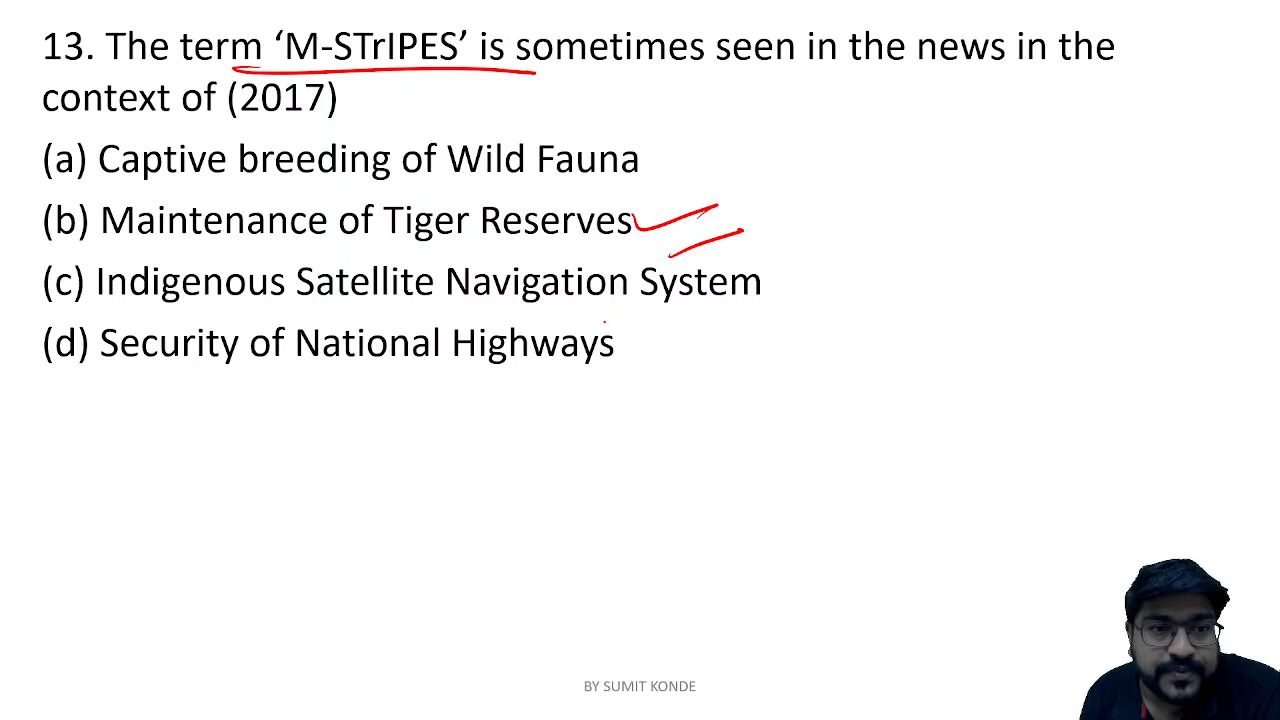 13. The term ‘M-STrIPES’ is sometimes seen in the news in the
context of (2017)
(a) Captive breeding of Wild Fauna
(b) Maintenance of Tiger Reserves
(c) Indigenous Satellite Navigation System
(d) Security of National Highways
BY SUMIT KONDE